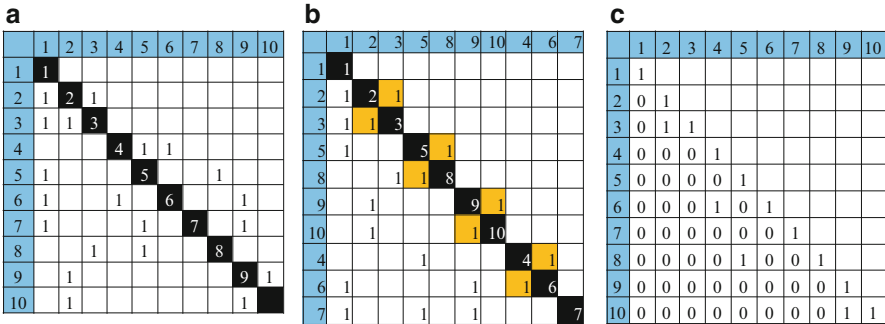 a
1 2 3 4 5 6 7 8 9 10
1 1
2 1 2 1
3 1 1 3
4 4 1 1
5 1 5 1
6 1 1 6 1
7 1 1 7 1
8 1 1 8
9 1 9 1
10 1 1
b
1 2 3 5 8 9 10 4 6 7
1 1
2 1 2 1
3 1 1 3
5 1 5 1
8 1 1 8
9 1 9 1
10 1 1 10
4 1 4 1
6 1 1 1 6
7 1 1 1 7
c
1 2 3 4 5 6 7 8 9 10
1 1
2 0 1
3 0 1 1
4 0 0 0 1
5 0 0 0 0 1
6 0 0 0 1 0 1
7 0 0 0 0 0 0 1
8 0 0 0 0 1 0 0 1
9 0 0 0 0 0 0 0 0 1
10 0 0 0 0 0 0 0 0 1 1